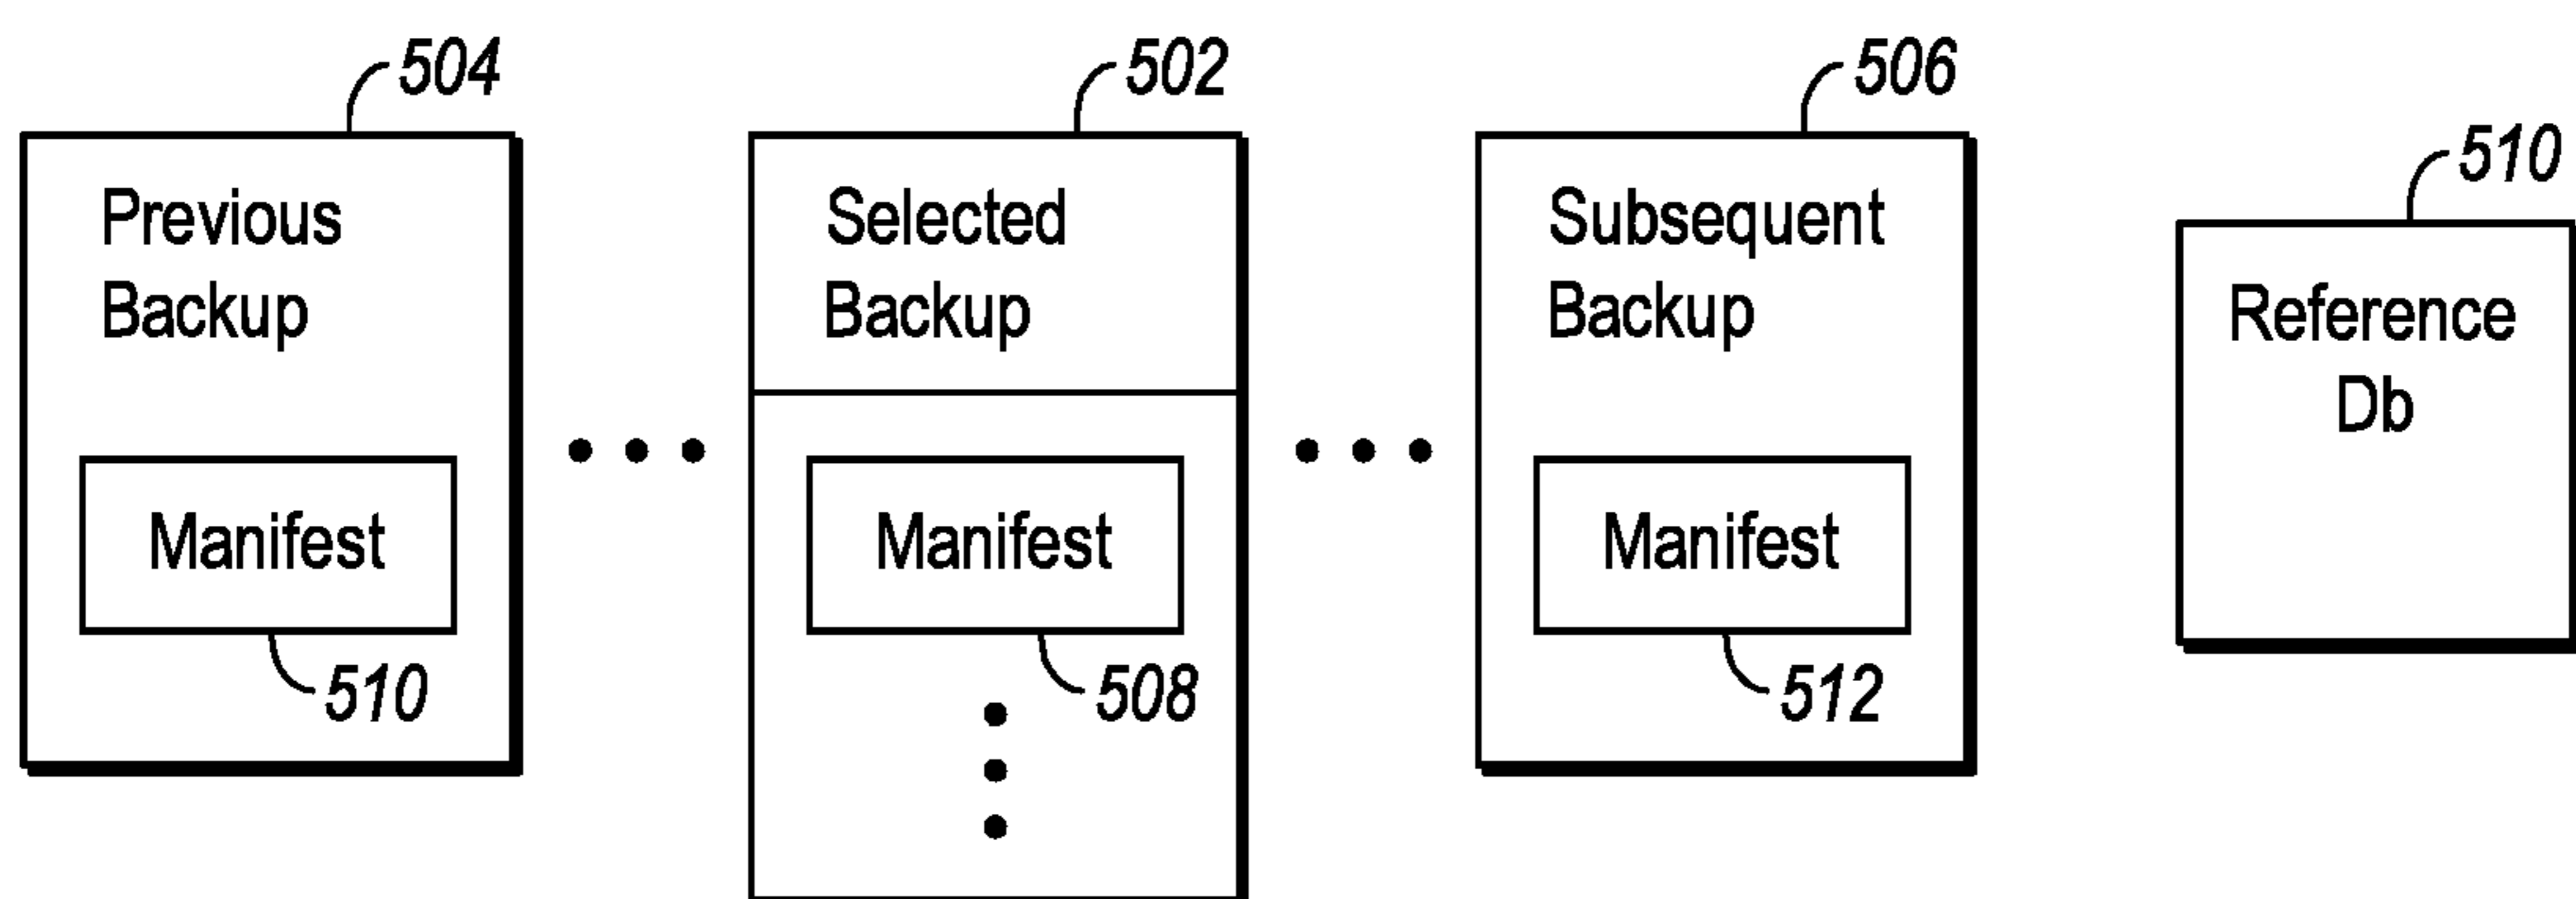 504
Previous
Backup
Manifest
510
502
Selected
Backup
Manifest
508
506
Subsequent
Backup
Manifest
512
510
Reference
Db